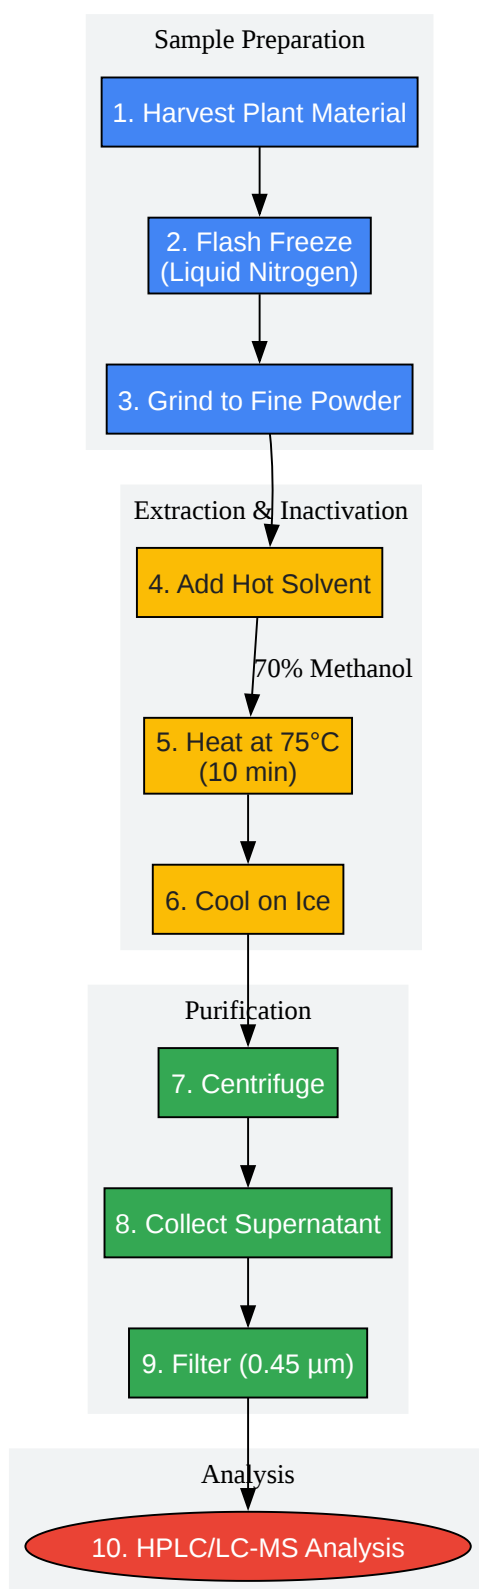 Sample Preparation
1. Harvest Plant Material
2. Flash Freeze
(Liquid Nitrogen)
3. Grind to Fine Powder
Extraction & Inactivation
4. Add Hot Solvent
70% Methanol
5. Heat at 75°C
(10 min)
6. Cool on Ice
Purification
7. Centrifuge
8. Collect Supernatant
9. Filter (0.45 µm)
Analysis
10. HPLC/LC-MS Analysis